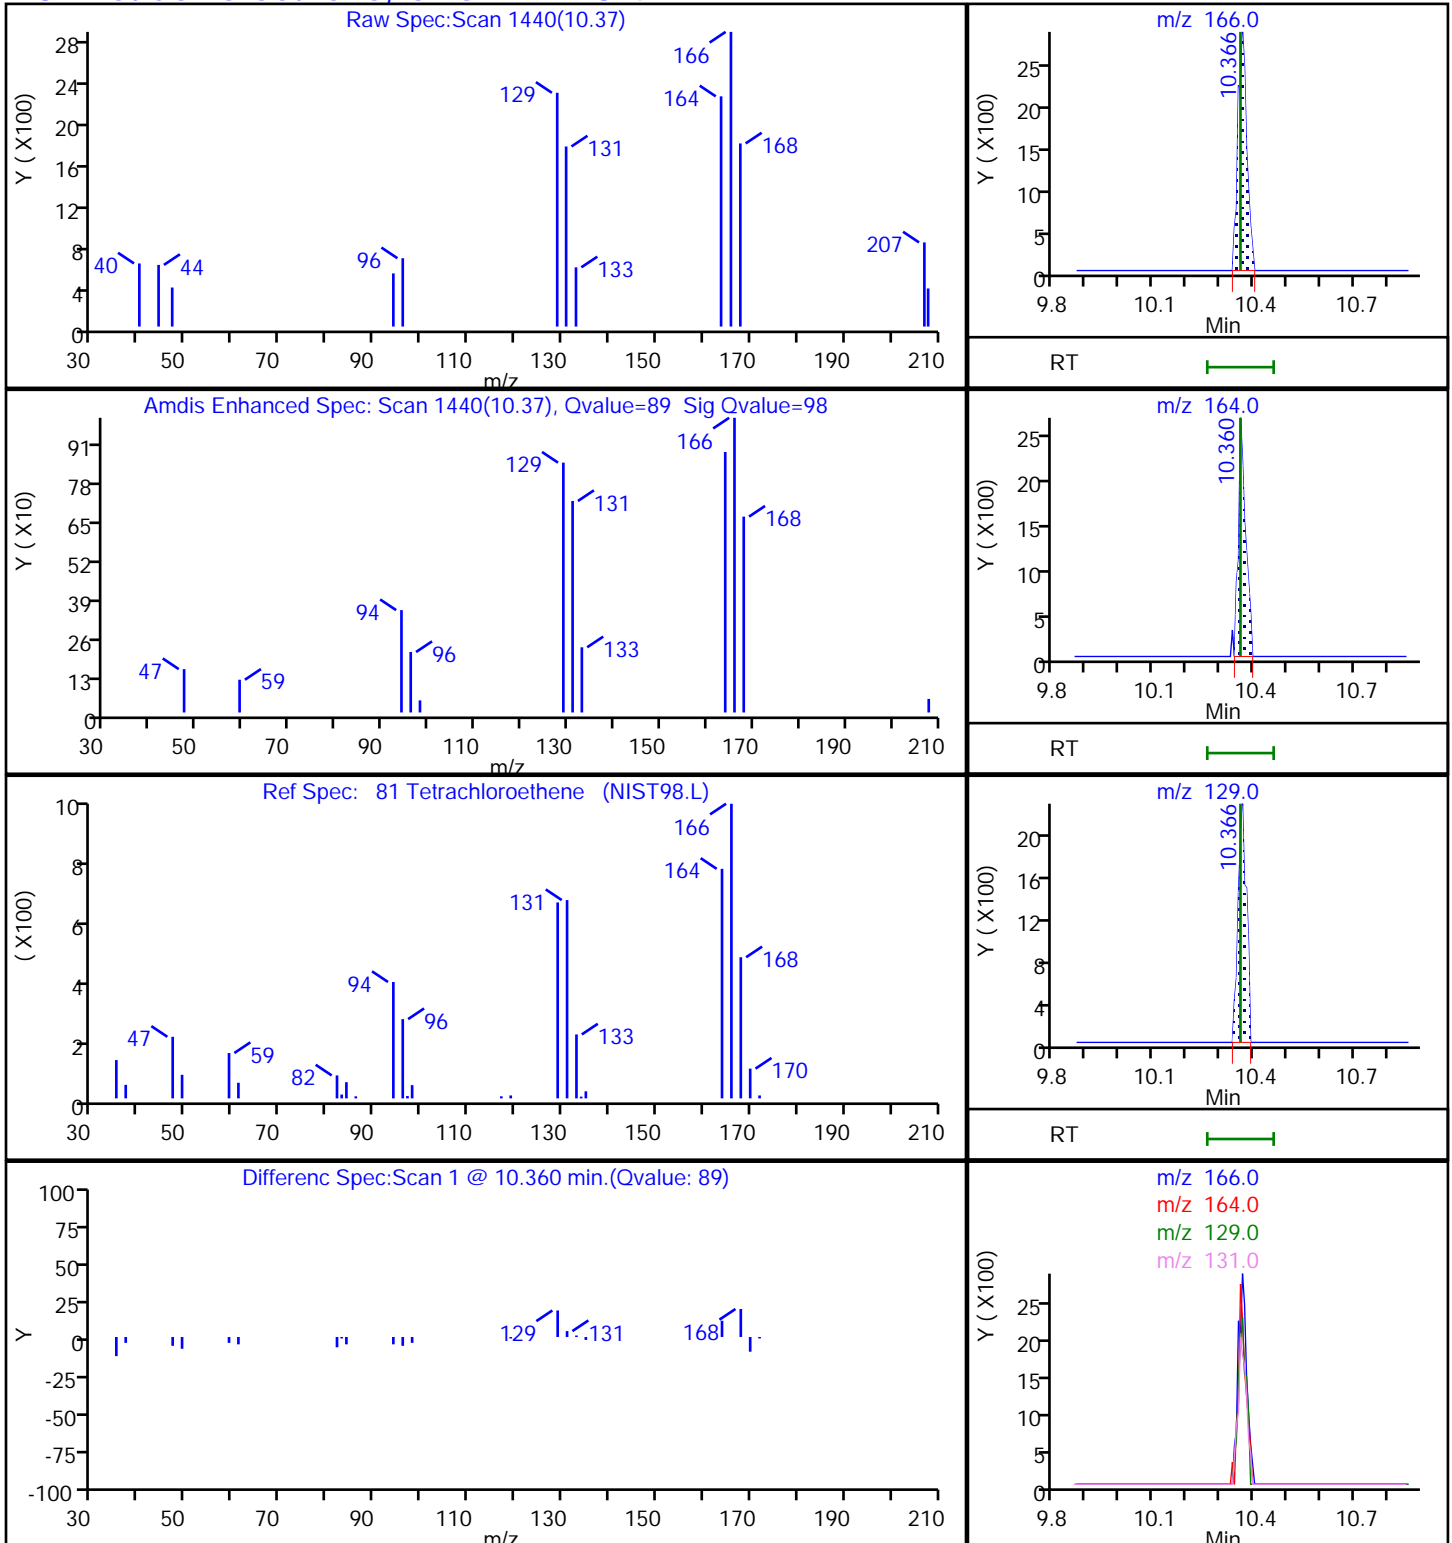 Raw Spec:Scan 1440(10.37)
Y ( X100)
28
24
20
16
12
8
4
0
166
129
164
131
168
207
96
40
44
133
30 50 70 90 110 130 150 170 190 210
m/z
m/z 166.0
Y ( X100)
25
20
15
10
5
0
10.366
9.8 10.1 10.4 10.7
Min
RT
Amdis Enhanced Spec: Scan 1440(10.37), Qvalue=89 Sig Qvalue=98
Y ( X10)
91
78
65
52
39
26
13
0
166
129
131
168
94
96
133
47
59
30 50 70 90 110 130 150 170 190 210
m/z
m/z 164.0
Y ( X100)
25
20
15
10
5
0
10.360
9.8 10.1 10.4 10.7
Min
RT
Ref Spec: 81 Tetrachloroethene (NIST98.L)
( X100)
10
8
6
4
2
0
166
164
131
168
94
96
47
59
133
82
170
30 50 70 90 110 130 150 170 190 210
m/z 129.0
Y ( X100)
20
16
12
8
4
0
10.366
9.8 10.1 10.4 10.7
Min
RT
Differenc Spec:Scan 1 @ 10.360 min.(Qvalue: 89)
Y
100
75
50
25
0
-25
-50
-75
-100
129
131
168
30 50 70 90 110 130 150 170 190 210
m/z
m/z 166.0
m/z 164.0
m/z 129.0
m/z 131.0
Y ( X100)
25
20
15
10
5
0
9.8 10.1 10.4 10.7
Min